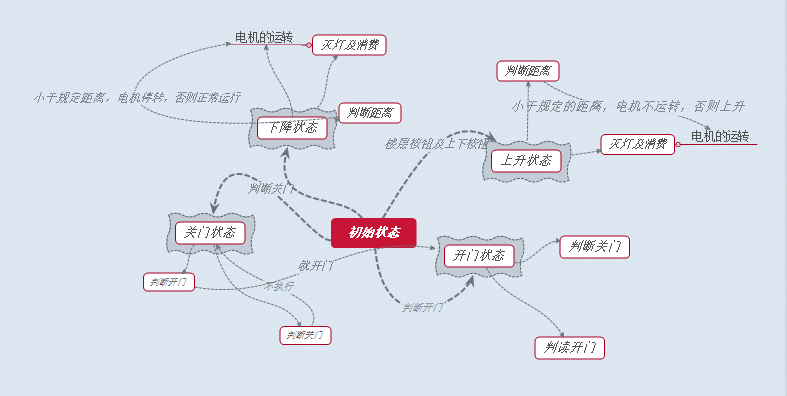 电机的运转
灭灯及消费
小于规定距离，电机停转，否则正常运行
判断距离
下降状态
判断距离
小于规定的距离，电机不运转，否则上升
电机的运转
灭灯及消费
楼层按钮及上下按钮
上升状态
判断关门
关门状态
初始状态
判断关门
开门状态
欲开门
判断开门
不执行
判断开门
判断关门
判读开门